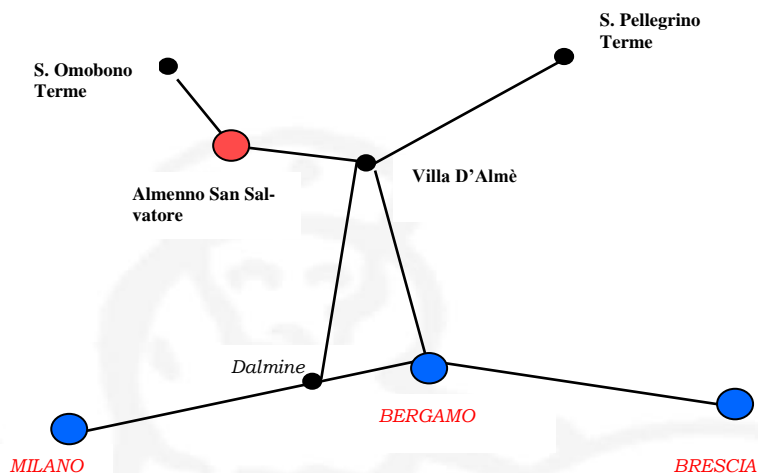 S. Pellegrino
Terme
S. Omobono
Terme
Villa D'Almè
Almenno San Sal-
vatore
Dalmine
BERGAMO
MILANO
BRESCIA